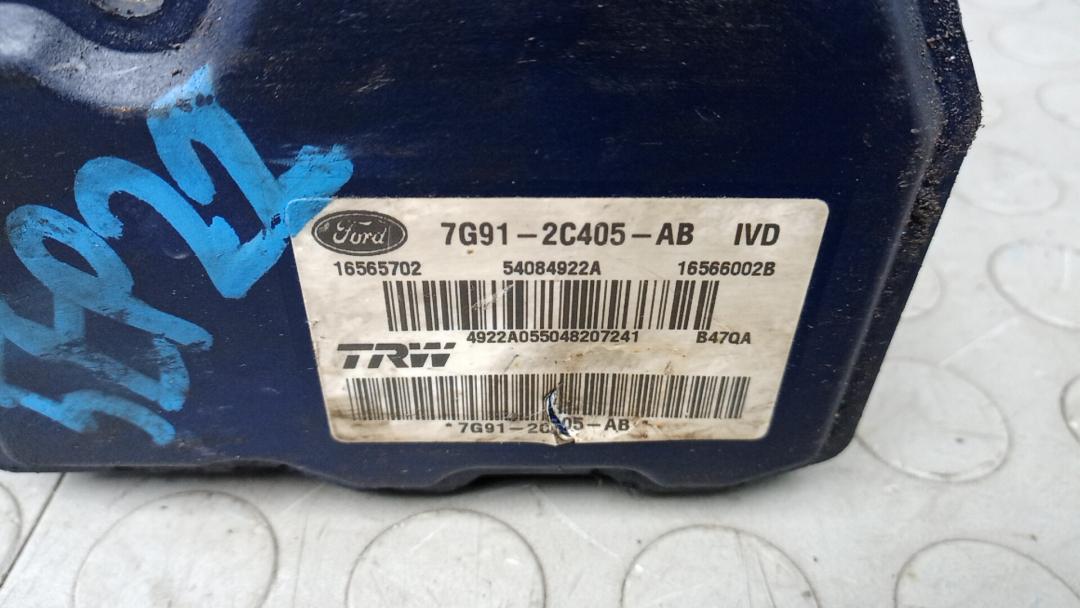 Ford 7G91-2C405-AB IVD
16565702 54084922A 16566002B
4922A055048207241 B47QA
TRW